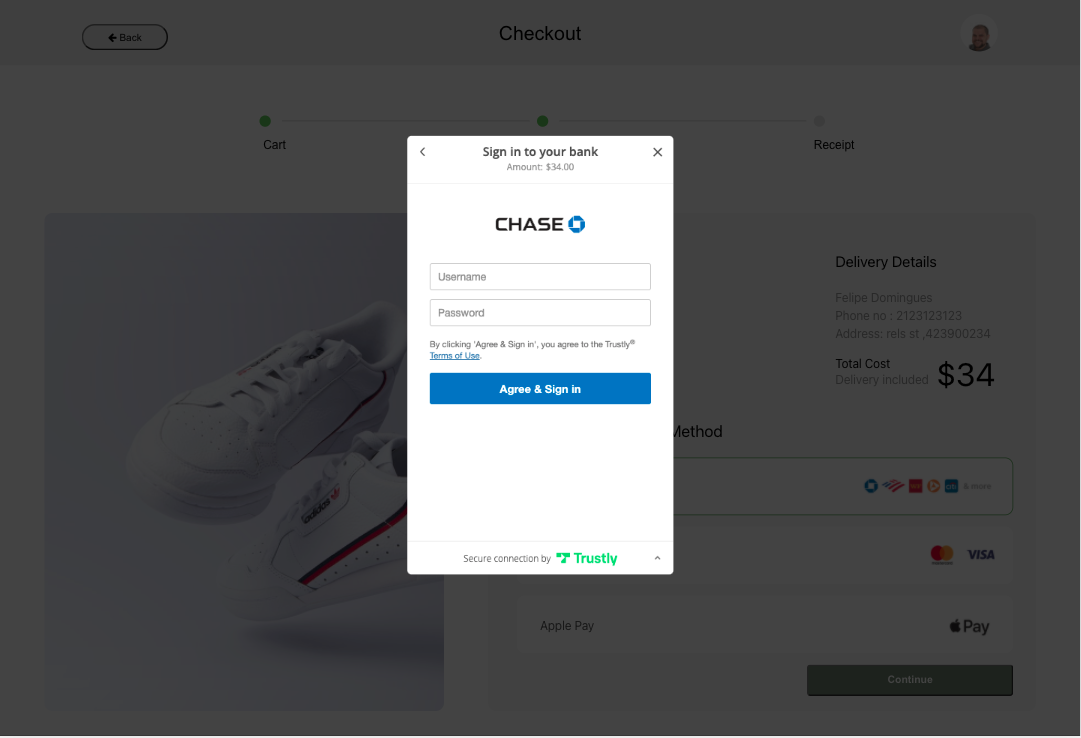 Back
Checkout
Cart
Receipt
Sign in to your bank
Amount: $34.00
CHASE
Username
Password
By clicking 'Agree & Sign in', you agree to the Trustly®
Terms of Use.
Agree & Sign in
Secure connection by Trustly
adidas
Delivery Details
Felipe Domingues
Phone no : 2123123123
Address: rels st ,423900234
Total Cost
Delivery included
$34
Method
& more
VISA
Apple Pay
Pay
Continue